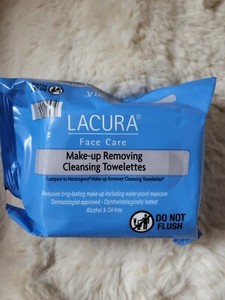 LACURA®
Face Care
Make-up Removing
Cleansing Towelettes
Compare to Neutrogena® Make-up Remover Cleansing Towelettes*
Removes long-lasting make-up including water-proof mascara
Dermatologist approved - Ophthalmologically tested
Alcohol & Oil-free
DO NOT
FLUSH